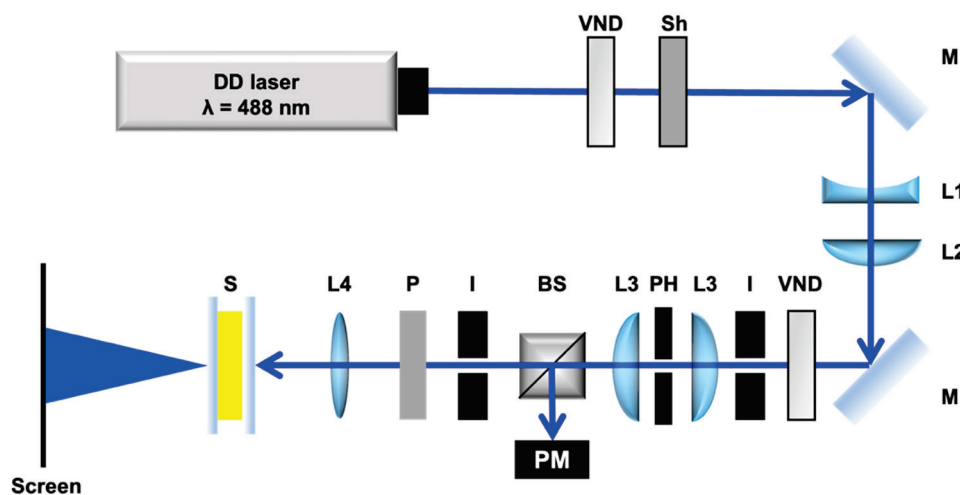 VND Sh
M
DD laser
λ = 488 nm
L1
L2
S L4 P I BS L3 PH L3 I VND
M
PM
Screen